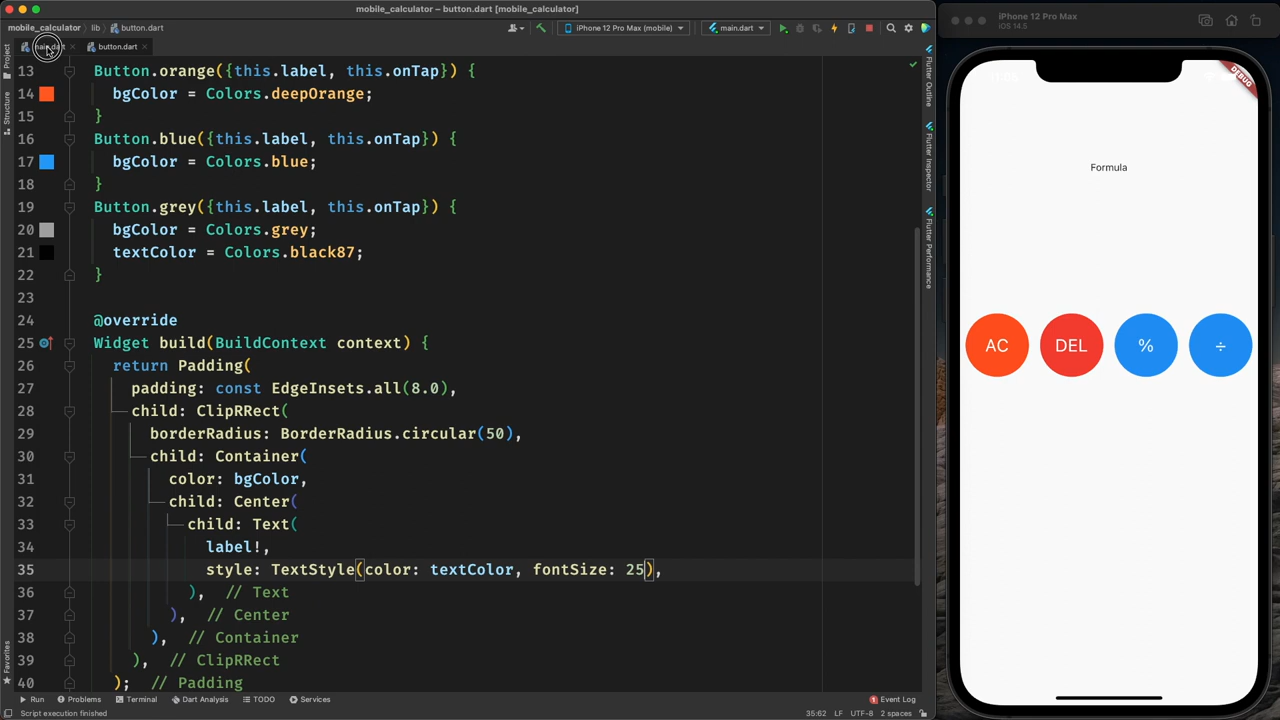 mobile_calculator – button.dart [mobile_calculator]
mobile_calculator › lib › button.dart
iPhone 12 Pro Max (mobile)
main.dart
main.dart
button.dart
Project
Structure
Favorites
13 Button.orange({this.label, this.onTap}) {
14 bgColor = Colors.deepOrange;
15 }
16 Button.blue({this.label, this.onTap}) {
17 bgColor = Colors.blue;
18 }
19 Button.grey({this.label, this.onTap}) {
20 bgColor = Colors.grey;
21 textColor = Colors.black87;
22 }
23
24 @override
25 Widget build(BuildContext context) {
26 return Padding(
27 padding: const EdgeInsets.all(8.0),
28 child: ClipRRect(
29 borderRadius: BorderRadius.circular(50),
30 child: Container(
31 color: bgColor,
32 child: Center(
33 child: Text(
34 label!,
35 style: TextStyle(color: textColor, fontSize: 25),
36 ), // Text
37 ), // Center
38 ), // Container
39 ), // ClipRRect
40 ); // Padding
Flutter Outline
Flutter Inspector
Flutter Performance
Run
Problems
Terminal
Dart Analysis
TODO
Services
1 Event Log
Script execution finished
35:62 LF UTF-8 2 spaces
iPhone 12 Pro Max
iOS 14.5
DEBUG
Formula
AC
DEL
%
÷